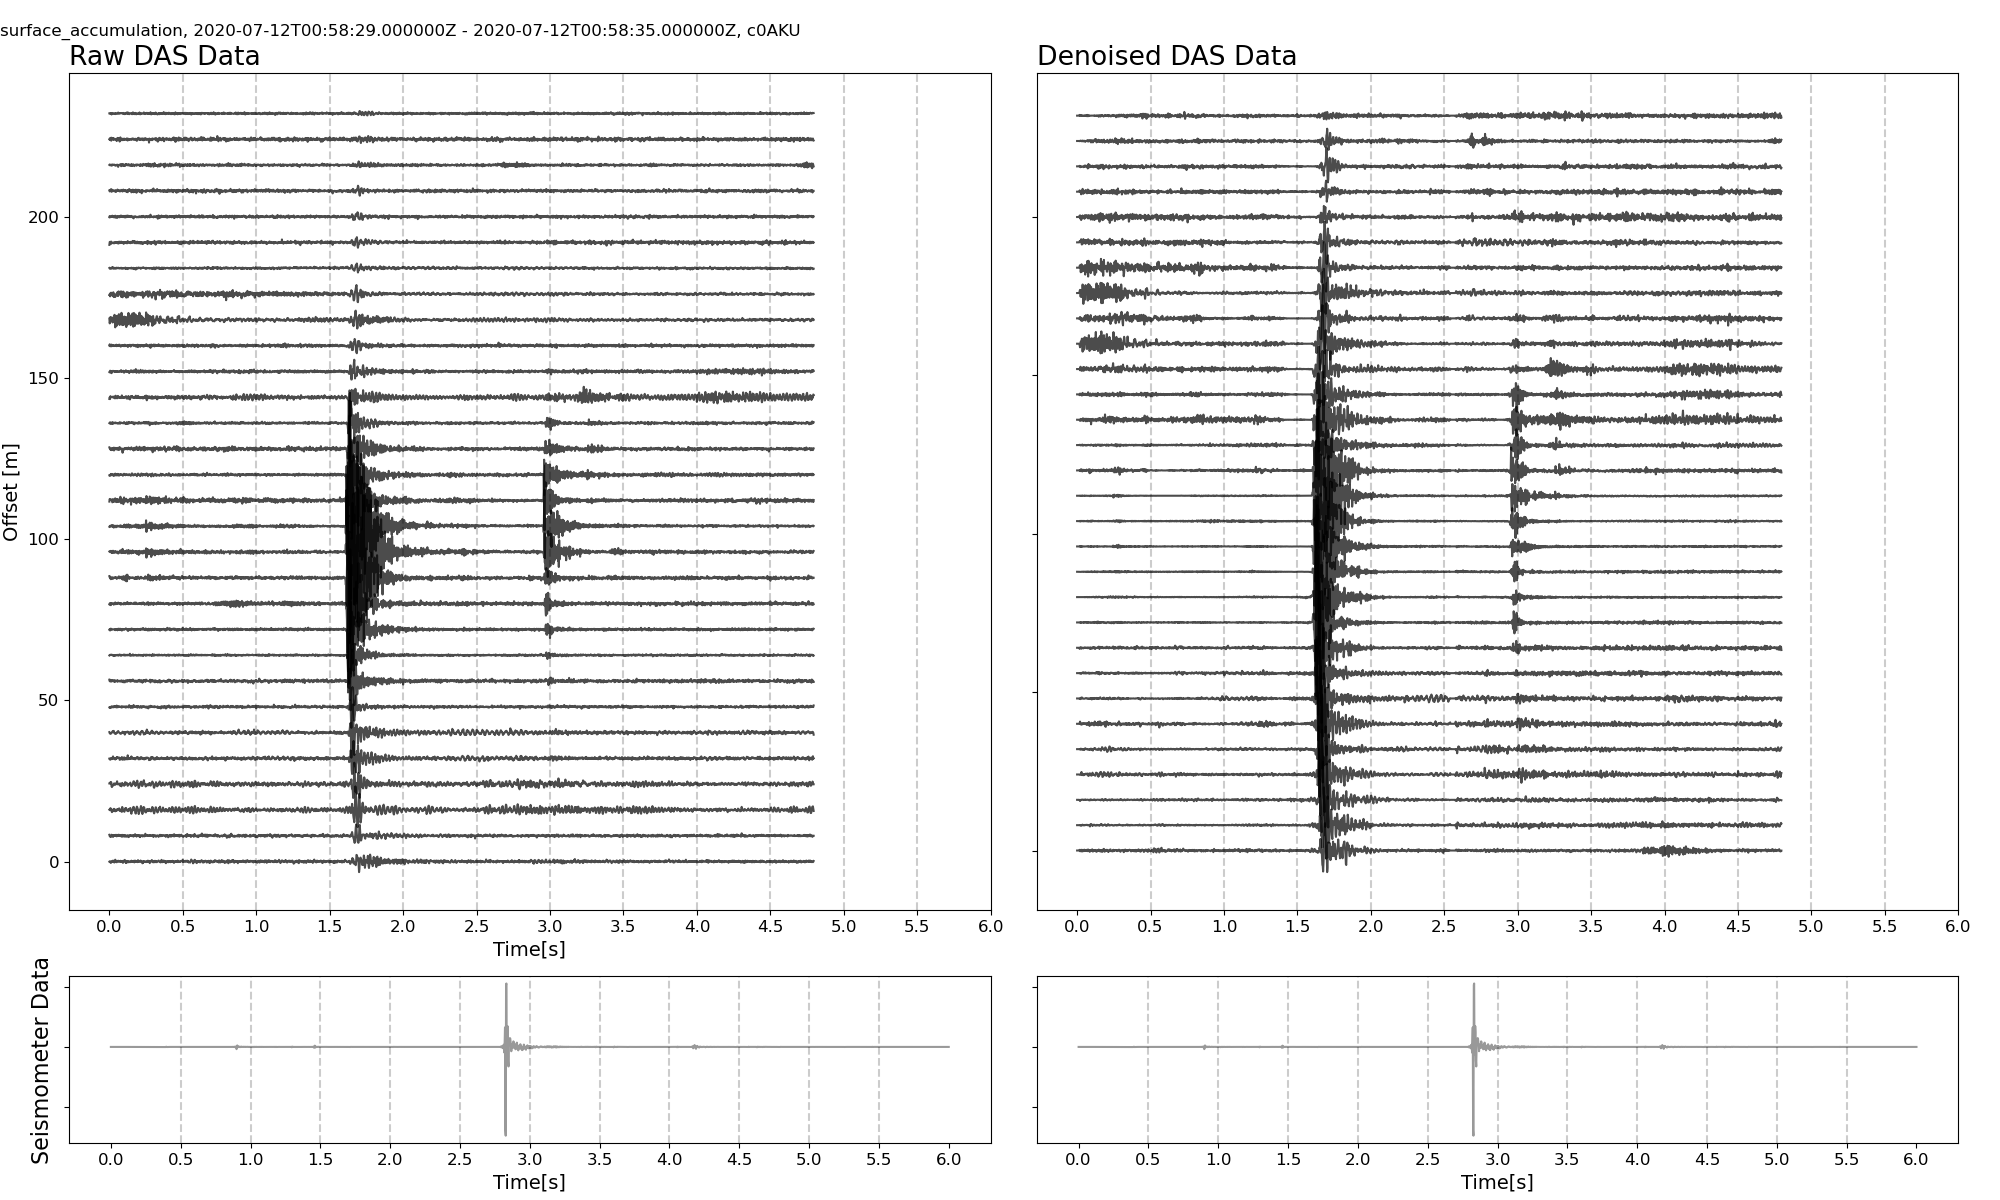 surface_accumulation, 2020-07-12T00:58:29.000000Z - 2020-07-12T00:58:35.000000Z, c0AKU
Raw DAS Data
Denoised DAS Data
Offset [m]
200
150
100
50
0
0.0 0.5 1.0 1.5 2.0 2.5 3.0 3.5 4.0 4.5 5.0 5.5 6.0
Time[s]
0.0 0.5 1.0 1.5 2.0 2.5 3.0 3.5 4.0 4.5 5.0 5.5 6.0
Seismometer Data
0.0 0.5 1.0 1.5 2.0 2.5 3.0 3.5 4.0 4.5 5.0 5.5 6.0
Time[s]
0.0 0.5 1.0 1.5 2.0 2.5 3.0 3.5 4.0 4.5 5.0 5.5 6.0
Time[s]